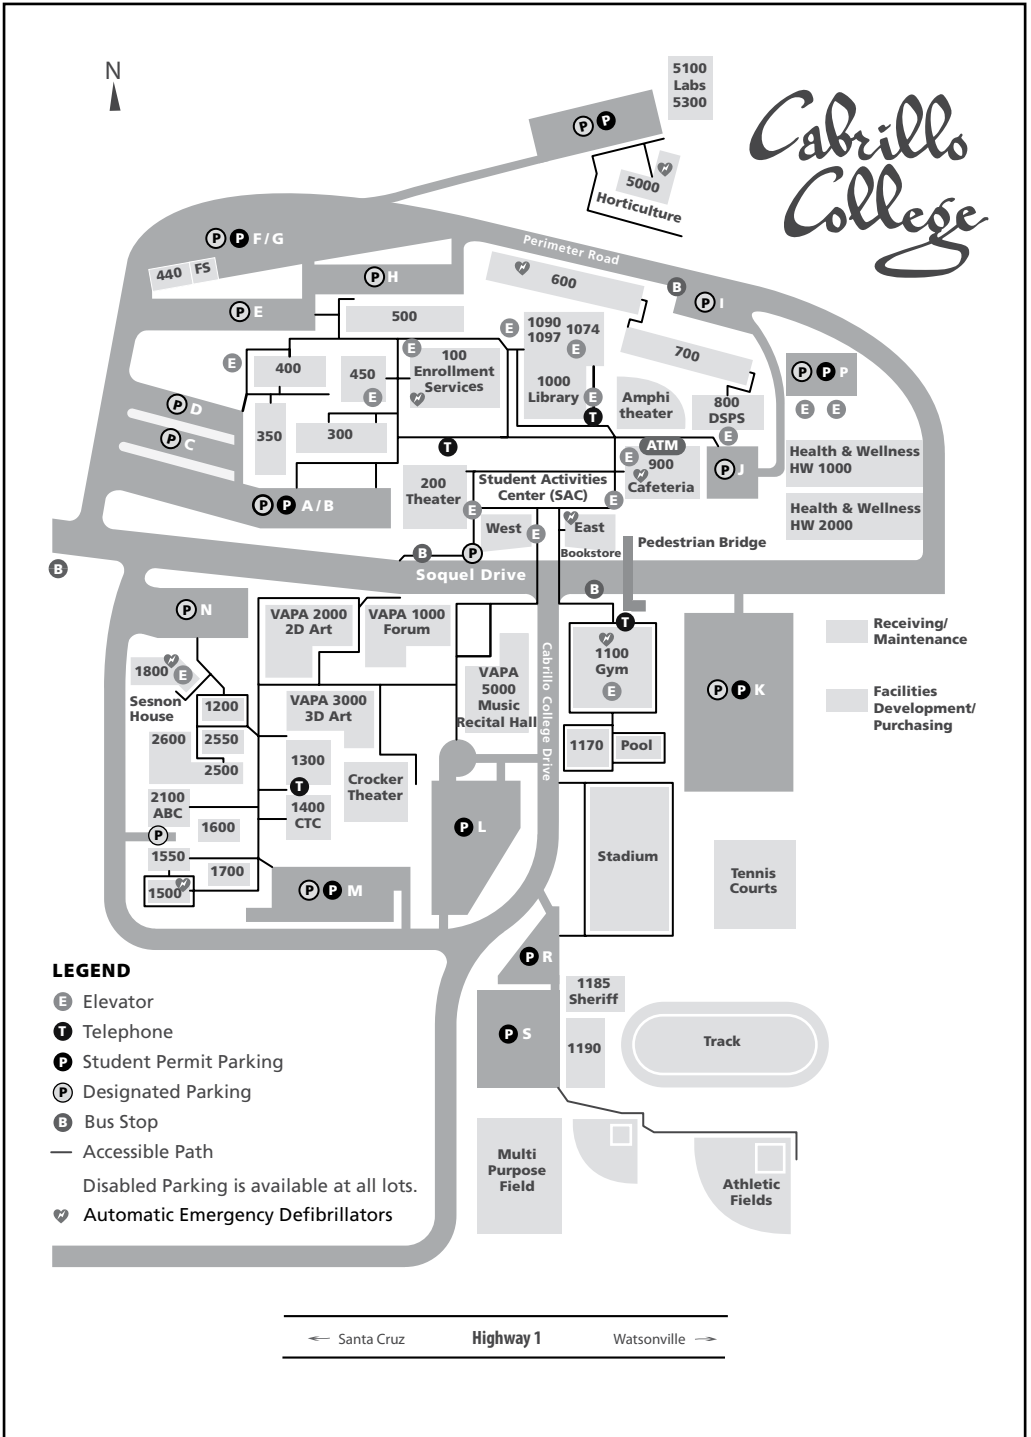 N
5100
Labs
5300
Cabrillo
College
P P
5000
Horticulture
P P F/G
Perimeter Road
440 FS
P H
600
B
P I
P E
500
E
1090
1097
1074
E
700
E
400
450
E
E
100
Enrollment
Services
1000
Library
E
T
Amphi
theater
800
DSPS
E
P P P
E E
P D
P C
350
300
T
ATM
E
900
Cafeteria
P J
Health & Wellness
HW 1000
Health & Wellness
HW 2000
P P A/B
200
Theater
Student Activities
Center (SAC)
E
E
West
E
East
Bookstore
Pedestrian Bridge
B
B
P
Soquel Drive
B
P N
VAPA 2000
2D Art
VAPA 1000
Forum
T
1100
Gym
E
Receiving/
Maintenance
1800
E
Sesnon
House
1200
VAPA
5000
Music
Recital Hall
Cabrillo College Drive
P P K
Facilities
Development/
Purchasing
VAPA 3000
3D Art
2600
2550
2500
1300
T
1400
CTC
Crocker
Theater
1170
Pool
2100
ABC
P
1600
P L
1550
1700
1500
P P M
Stadium
Tennis
Courts
P R
1185
Sheriff
P S
1190
Track
LEGEND
E Elevator
T Telephone
P Student Permit Parking
P Designated Parking
B Bus Stop
Accessible Path
Disabled Parking is available at all lots.
Automatic Emergency Defibrillators
Multi
Purpose
Field
Athletic
Fields
← Santa Cruz Highway 1 Watsonville →